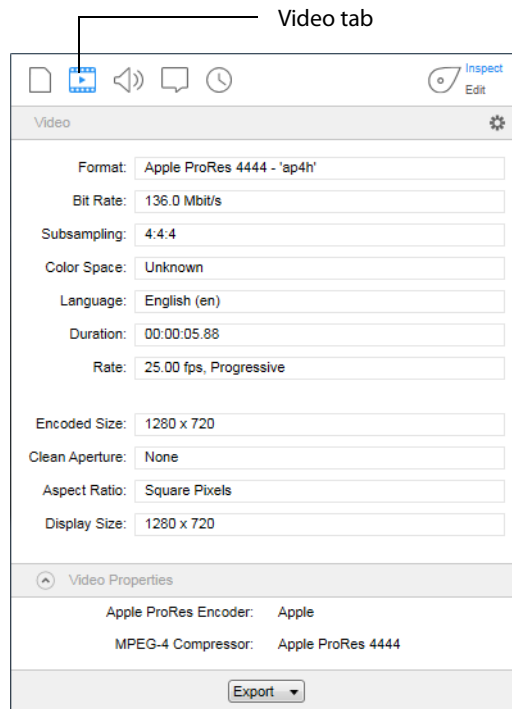 Video tab
Inspect
Edit
Video
Format: Apple ProRes 4444 - 'ap4h'
Bit Rate: 136.0 Mbit/s
Subsampling: 4:4:4
Color Space: Unknown
Language: English (en)
Duration: 00:00:05.88
Rate: 25.00 fps, Progressive
Encoded Size: 1280 x 720
Clean Aperture: None
Aspect Ratio: Square Pixels
Display Size: 1280 x 720
Video Properties
Apple ProRes Encoder: Apple
MPEG-4 Compressor: Apple ProRes 4444
Export